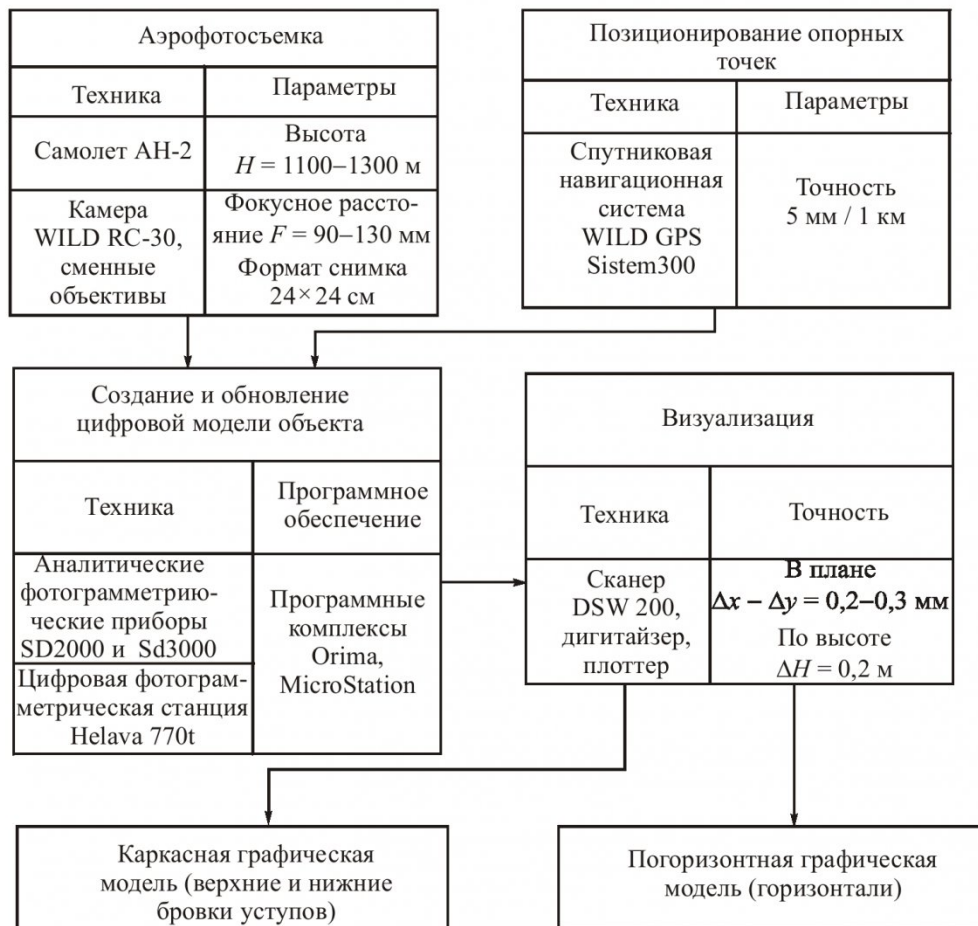 Аэрофотосъемка
Техника
Параметры
Самолет АН-2
Высота
H = 1100–1300 м
Камера
WILD RC-30,
сменные
объективы
Фокусное рассто-
яние F = 90–130 мм
Формат снимка
24×24 см
Позиционирование опорных
точек
Техника
Параметры
Спутниковая
навигационная
система
WILD GPS
Sistem300
Точность
5 мм / 1 км
Создание и обновление
цифровой модели объекта
Техника
Программное
обеспечение
Аналитические
фотограмметрию-
ческие приборы
SD2000 и Sd3000
Цифровая фотограм-
метрическая станция
Helava 770t
Программные
комплексы
Orima,
MicroStation
Визуализация
Техника
Точность
Сканер
DSW 200,
дигитайзер,
плоттер
В плане
Δx – Δy = 0,2–0,3 мм
По высоте
ΔH = 0,2 м
Каркасная графическая
модель (верхние и нижние
бровки уступов)
Погоризонтная графическая
модель (горизонтали)